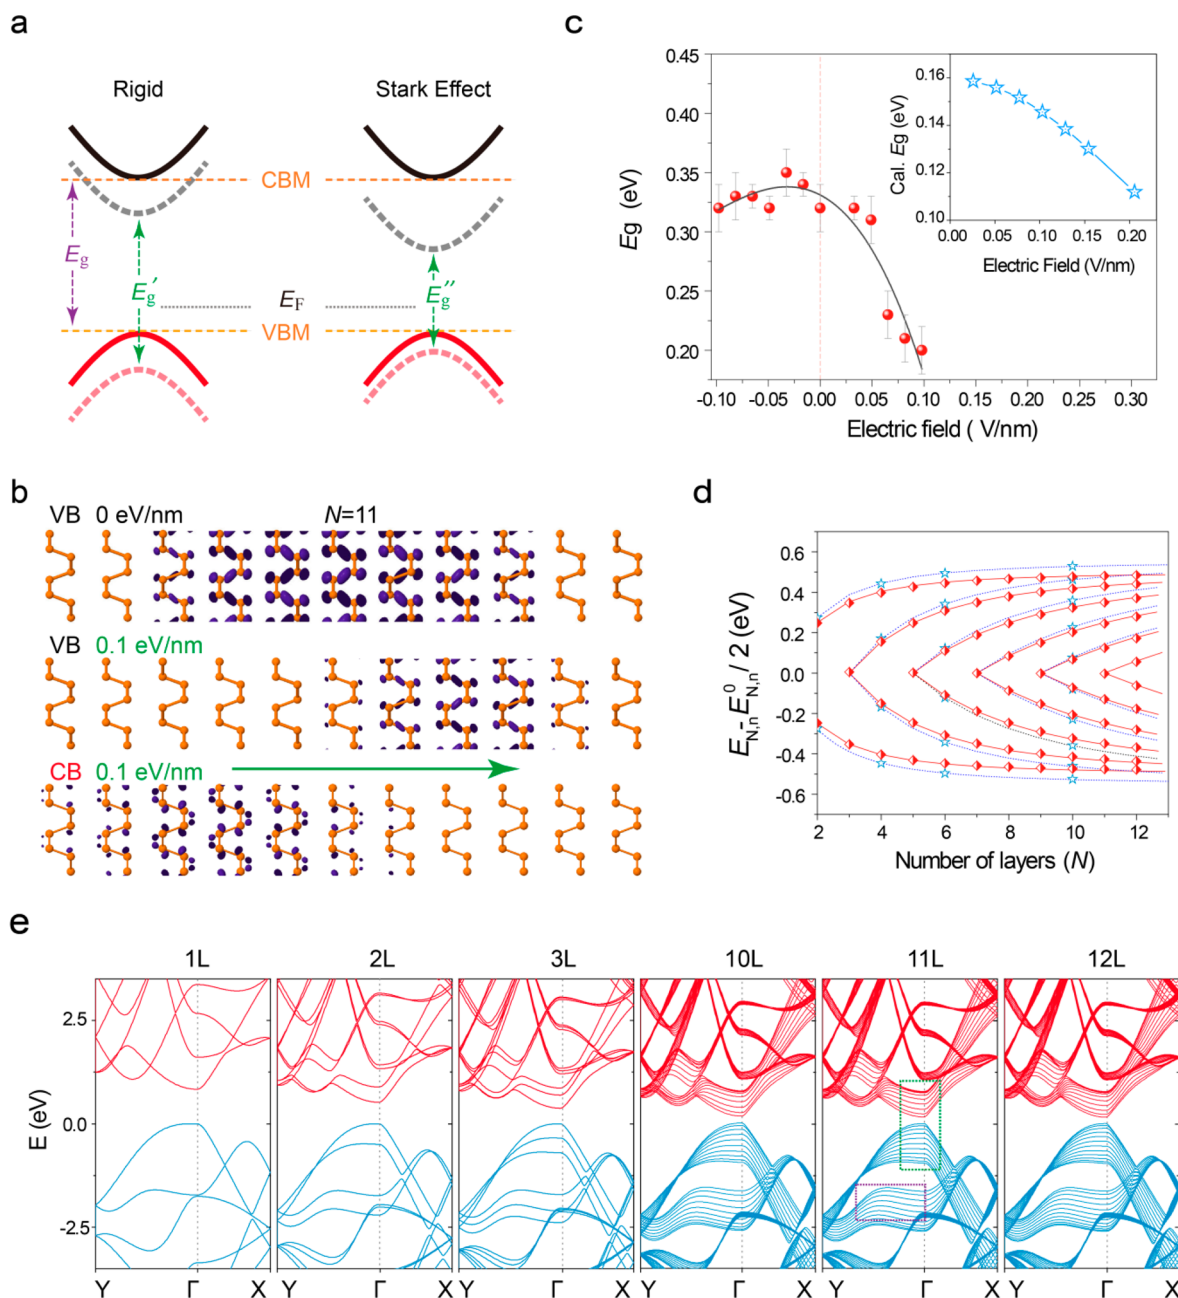 a
Rigid
Stark Effect
CBM
Eg
Eg′
EF
Eg″
VBM
b
VB 0 eV/nm N=11
VB 0.1 eV/nm
CB 0.1 eV/nm
c
0.45
0.40
0.35
0.30
0.25
0.20
Eg (eV)
-0.10 -0.05 0.00 0.05 0.10 0.15 0.20 0.25 0.30
Electric field ( V/nm)
0.16
0.14
0.12
0.10
Cal. Eg (eV)
0.00 0.05 0.10 0.15 0.20
Electric Field (V/nm)
d
0.6
0.4
0.2
0.0
-0.2
-0.4
-0.6
E_N,n - E_N,n^0 / 2 (eV)
2 4 6 8 10 12
Number of layers (N)
e
1L 2L 3L 10L 11L 12L
2.5
0.0
-2.5
E (eV)
Y Γ X Y Γ X Y Γ X Y Γ X Y Γ X Y Γ X